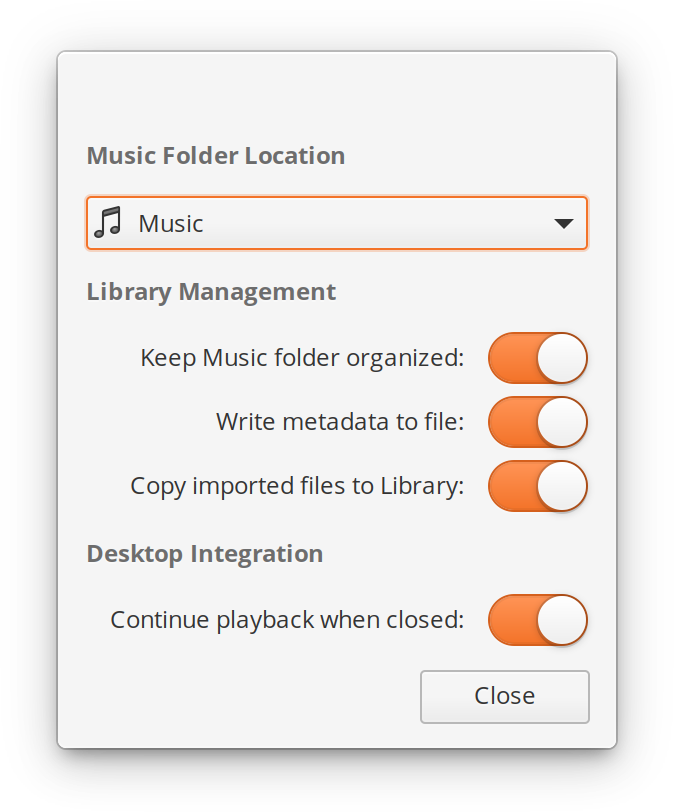 Music Folder Location
Music
Library Management
Keep Music folder organized:
Write metadata to file:
Copy imported files to Library:
Desktop Integration
Continue playback when closed:
Close